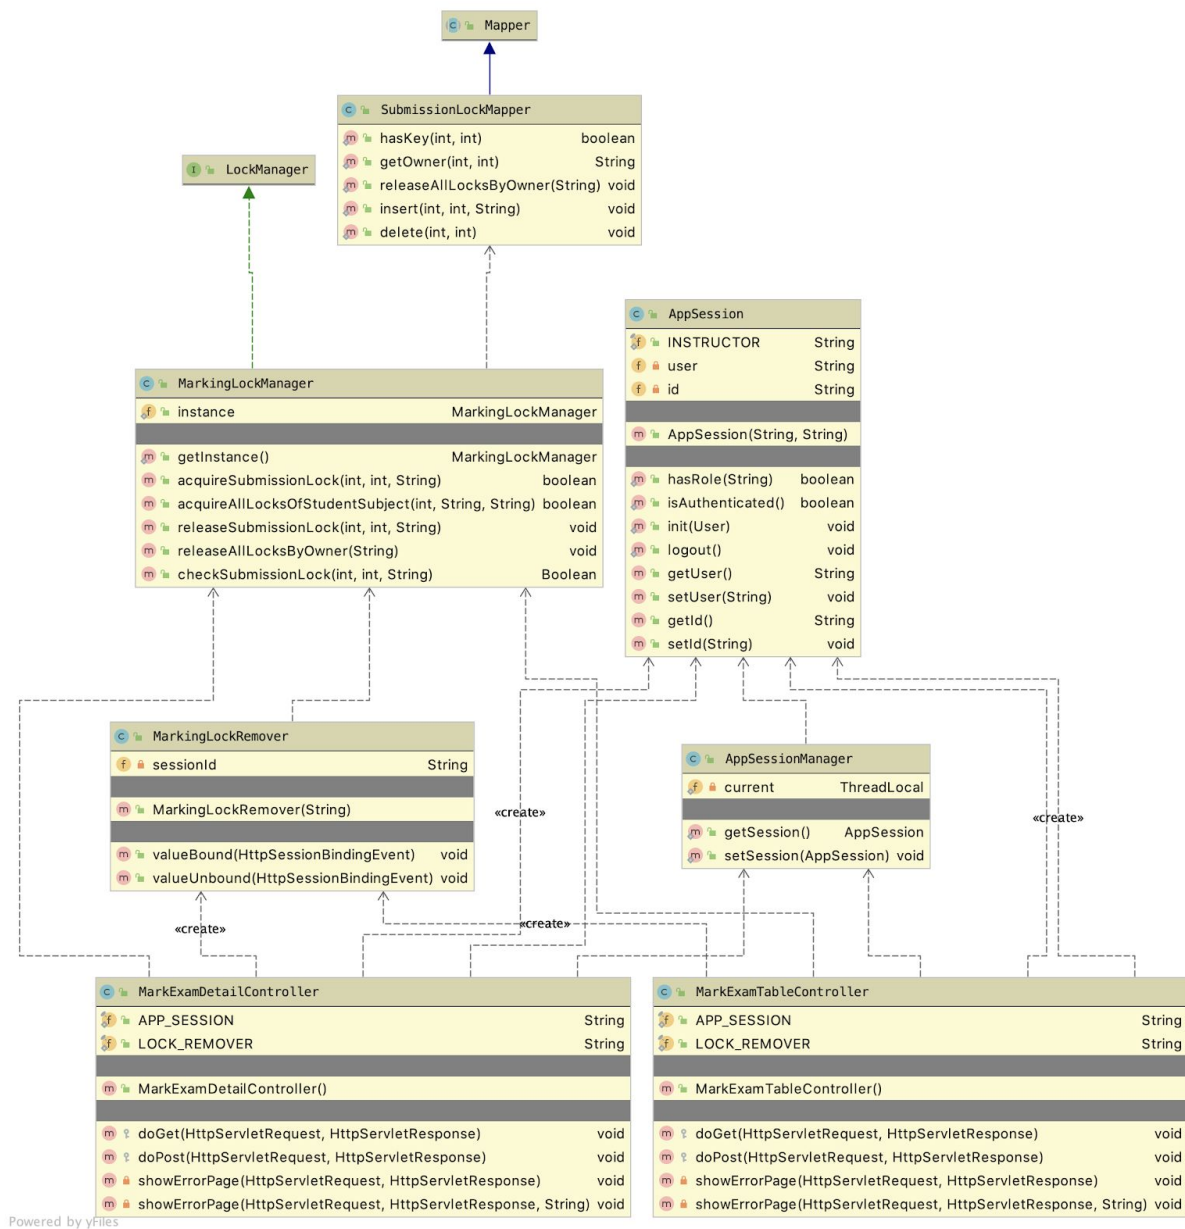 Mapper
SubmissionLockMapper
hasKey(int, int) boolean
getOwner(int, int) String
releaseAllLocksByOwner(String) void
insert(int, int, String) void
delete(int, int) void
LockManager
AppSession
INSTRUCTOR String
user String
id String
AppSession(String, String)
hasRole(String) boolean
isAuthenticated() boolean
init(User) void
logout() void
getUser() String
setUser(String) void
getId() String
setId(String) void
MarkingLockManager
instance MarkingLockManager
getInstance() MarkingLockManager
acquireSubmissionLock(int, int, String) boolean
acquireAllLocksOfStudentSubject(int, String, String) boolean
releaseSubmissionLock(int, int, String) void
releaseAllLocksByOwner(String) void
checkSubmissionLock(int, int, String) Boolean
MarkingLockRemover
sessionId String
MarkingLockRemover(String)
valueBound(HttpSessionBindingEvent) void
valueUnbound(HttpSessionBindingEvent) void
AppSessionManager
current ThreadLocal
getSession() AppSession
setSession(AppSession) void
«create»
«create»
«create»
«create»
MarkExamDetailController
APP_SESSION String
LOCK_REMOVER String
MarkExamDetailController()
doGet(HttpServletRequest, HttpServletResponse) void
doPost(HttpServletRequest, HttpServletResponse) void
showErrorPage(HttpServletRequest, HttpServletResponse) void
showErrorPage(HttpServletRequest, HttpServletResponse, String) void
MarkExamTableController
APP_SESSION String
LOCK_REMOVER String
MarkExamTableController()
doGet(HttpServletRequest, HttpServletResponse) void
doPost(HttpServletRequest, HttpServletResponse) void
showErrorPage(HttpServletRequest, HttpServletResponse) void
showErrorPage(HttpServletRequest, HttpServletResponse, String) void
Powered by yFiles